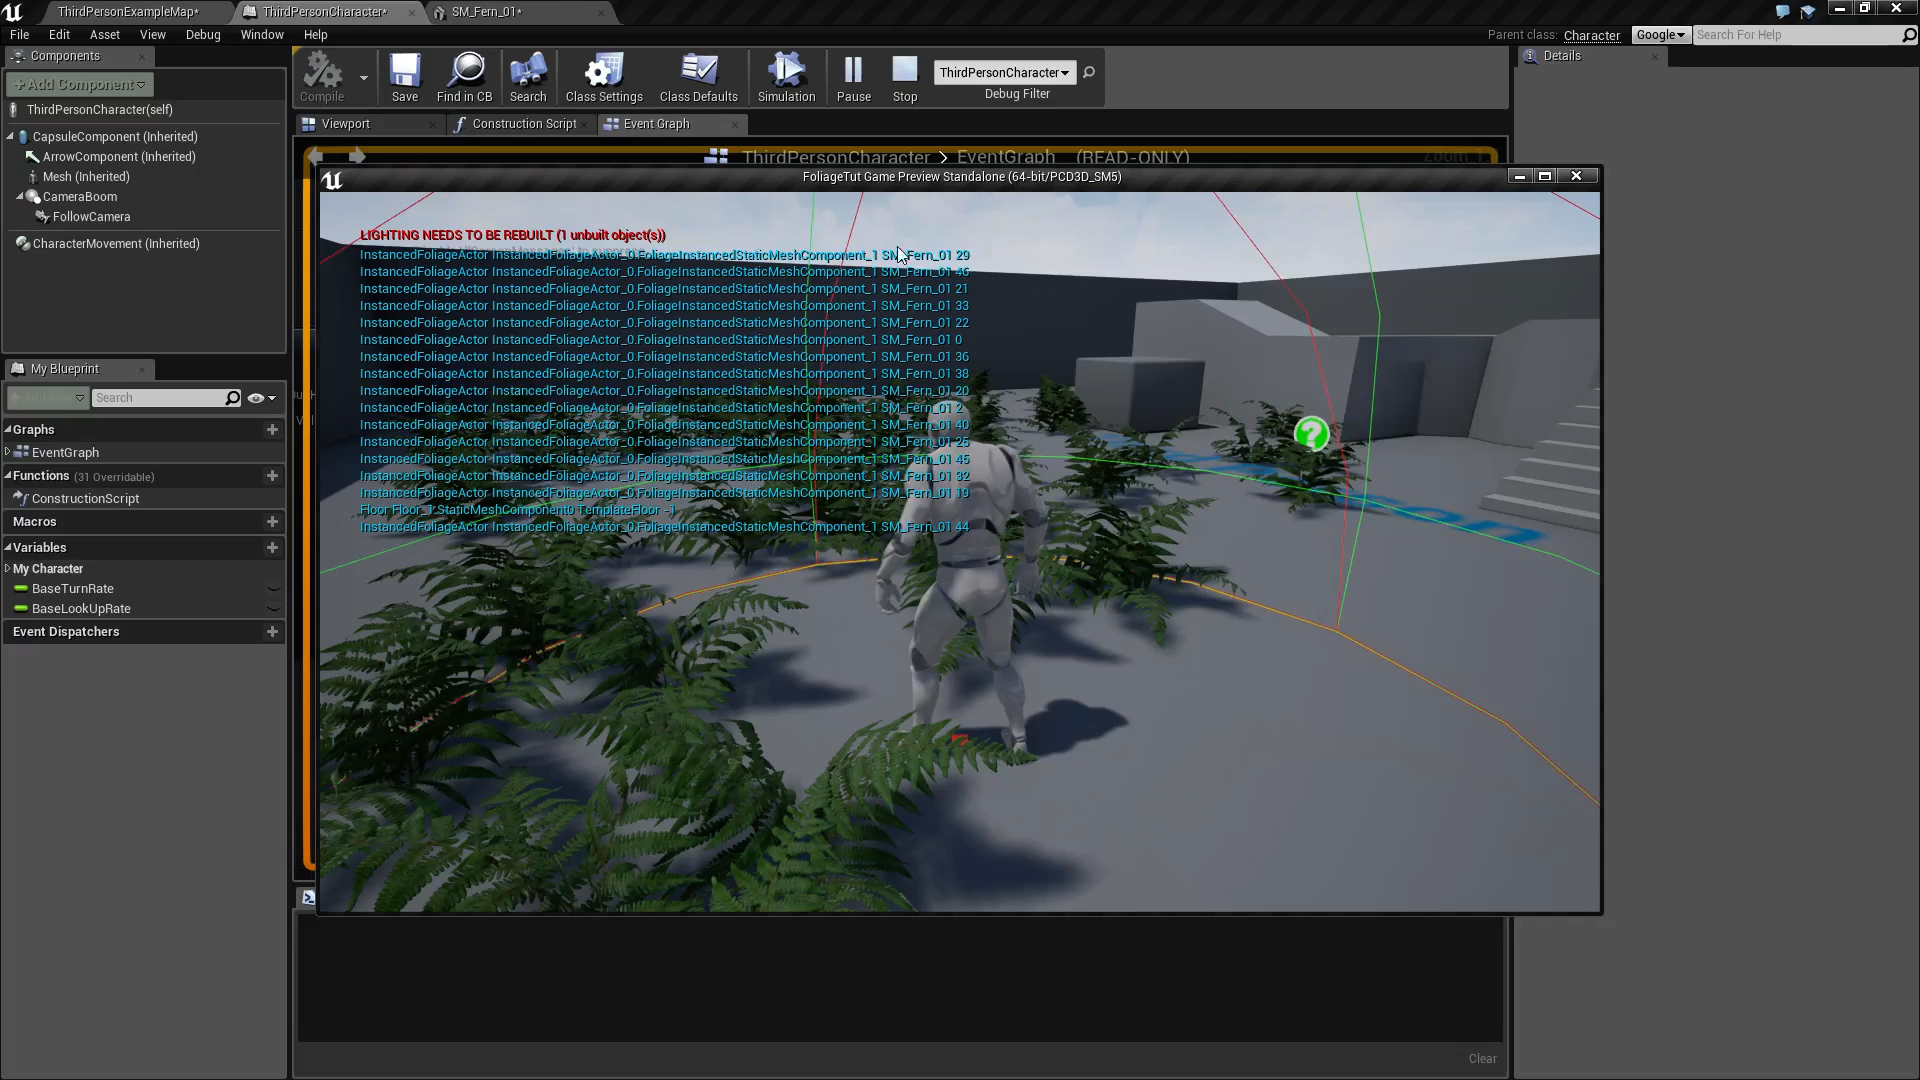 ThirdPersonExampleMap*
ThirdPersonCharacter*
SM_Fern_01*
File Edit Asset View Debug Window Help
Parent class: Character
Google
Search For Help
Components
+Add Component
ThirdPersonCharacter(self)
CapsuleComponent (Inherited)
ArrowComponent (Inherited)
Mesh (Inherited)
CameraBoom
FollowCamera
CharacterMovement (Inherited)
Compile
Save
Find in CB
Search
Class Settings
Class Defaults
Simulation
Pause
Stop
ThirdPersonCharacter
Debug Filter
Details
Viewport
Construction Script
Event Graph
ThirdPersonCharacter > EventGraph (READ-ONLY)
Zoom 1
FoliageTut Game Preview Standalone (64-bit/PCD3D_SM5)
LIGHTING NEEDS TO BE REBUILT (1 unbuilt object(s))
InstancedFoliageActor InstancedFoliageActor_0.FoliageInstancedStaticMeshComponent_1 SM_Fern_01 29
InstancedFoliageActor InstancedFoliageActor_0.FoliageInstancedStaticMeshComponent_1 SM_Fern_01 46
InstancedFoliageActor InstancedFoliageActor_0.FoliageInstancedStaticMeshComponent_1 SM_Fern_01 21
InstancedFoliageActor InstancedFoliageActor_0.FoliageInstancedStaticMeshComponent_1 SM_Fern_01 33
InstancedFoliageActor InstancedFoliageActor_0.FoliageInstancedStaticMeshComponent_1 SM_Fern_01 22
InstancedFoliageActor InstancedFoliageActor_0.FoliageInstancedStaticMeshComponent_1 SM_Fern_01 0
InstancedFoliageActor InstancedFoliageActor_0.FoliageInstancedStaticMeshComponent_1 SM_Fern_01 36
InstancedFoliageActor InstancedFoliageActor_0.FoliageInstancedStaticMeshComponent_1 SM_Fern_01 38
InstancedFoliageActor InstancedFoliageActor_0.FoliageInstancedStaticMeshComponent_1 SM_Fern_01 20
InstancedFoliageActor InstancedFoliageActor_0.FoliageInstancedStaticMeshComponent_1 SM_Fern_01 2
InstancedFoliageActor InstancedFoliageActor_0.FoliageInstancedStaticMeshComponent_1 SM_Fern_01 40
InstancedFoliageActor InstancedFoliageActor_0.FoliageInstancedStaticMeshComponent_1 SM_Fern_01 25
InstancedFoliageActor InstancedFoliageActor_0.FoliageInstancedStaticMeshComponent_1 SM_Fern_01 45
InstancedFoliageActor InstancedFoliageActor_0.FoliageInstancedStaticMeshComponent_1 SM_Fern_01 32
InstancedFoliageActor InstancedFoliageActor_0.FoliageInstancedStaticMeshComponent_1 SM_Fern_01 19
Floor Floor_1.StaticMeshComponent0 TemplateFloor -1
InstancedFoliageActor InstancedFoliageActor_0.FoliageInstancedStaticMeshComponent_1 SM_Fern_01 44
My Blueprint
Search
Graphs
EventGraph
Functions (31 Overridable)
ConstructionScript
Macros
Variables
My Character
BaseTurnRate
BaseLookUpRate
Event Dispatchers
Clear